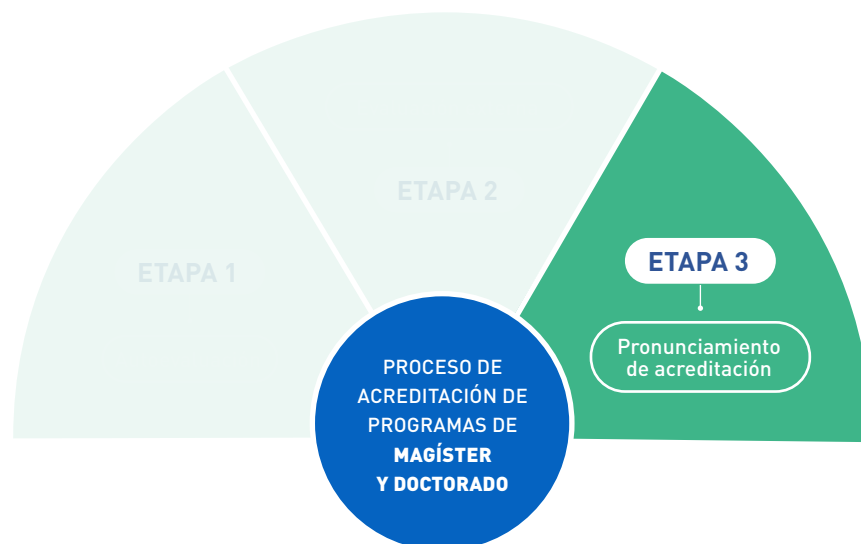 ETAPA 1
ETAPA 2
ETAPA 3
Pronunciamiento
de acreditación
PROCESO DE
ACREDITACIÓN DE
PROGRAMAS DE
MAGÍSTER
Y DOCTORADO